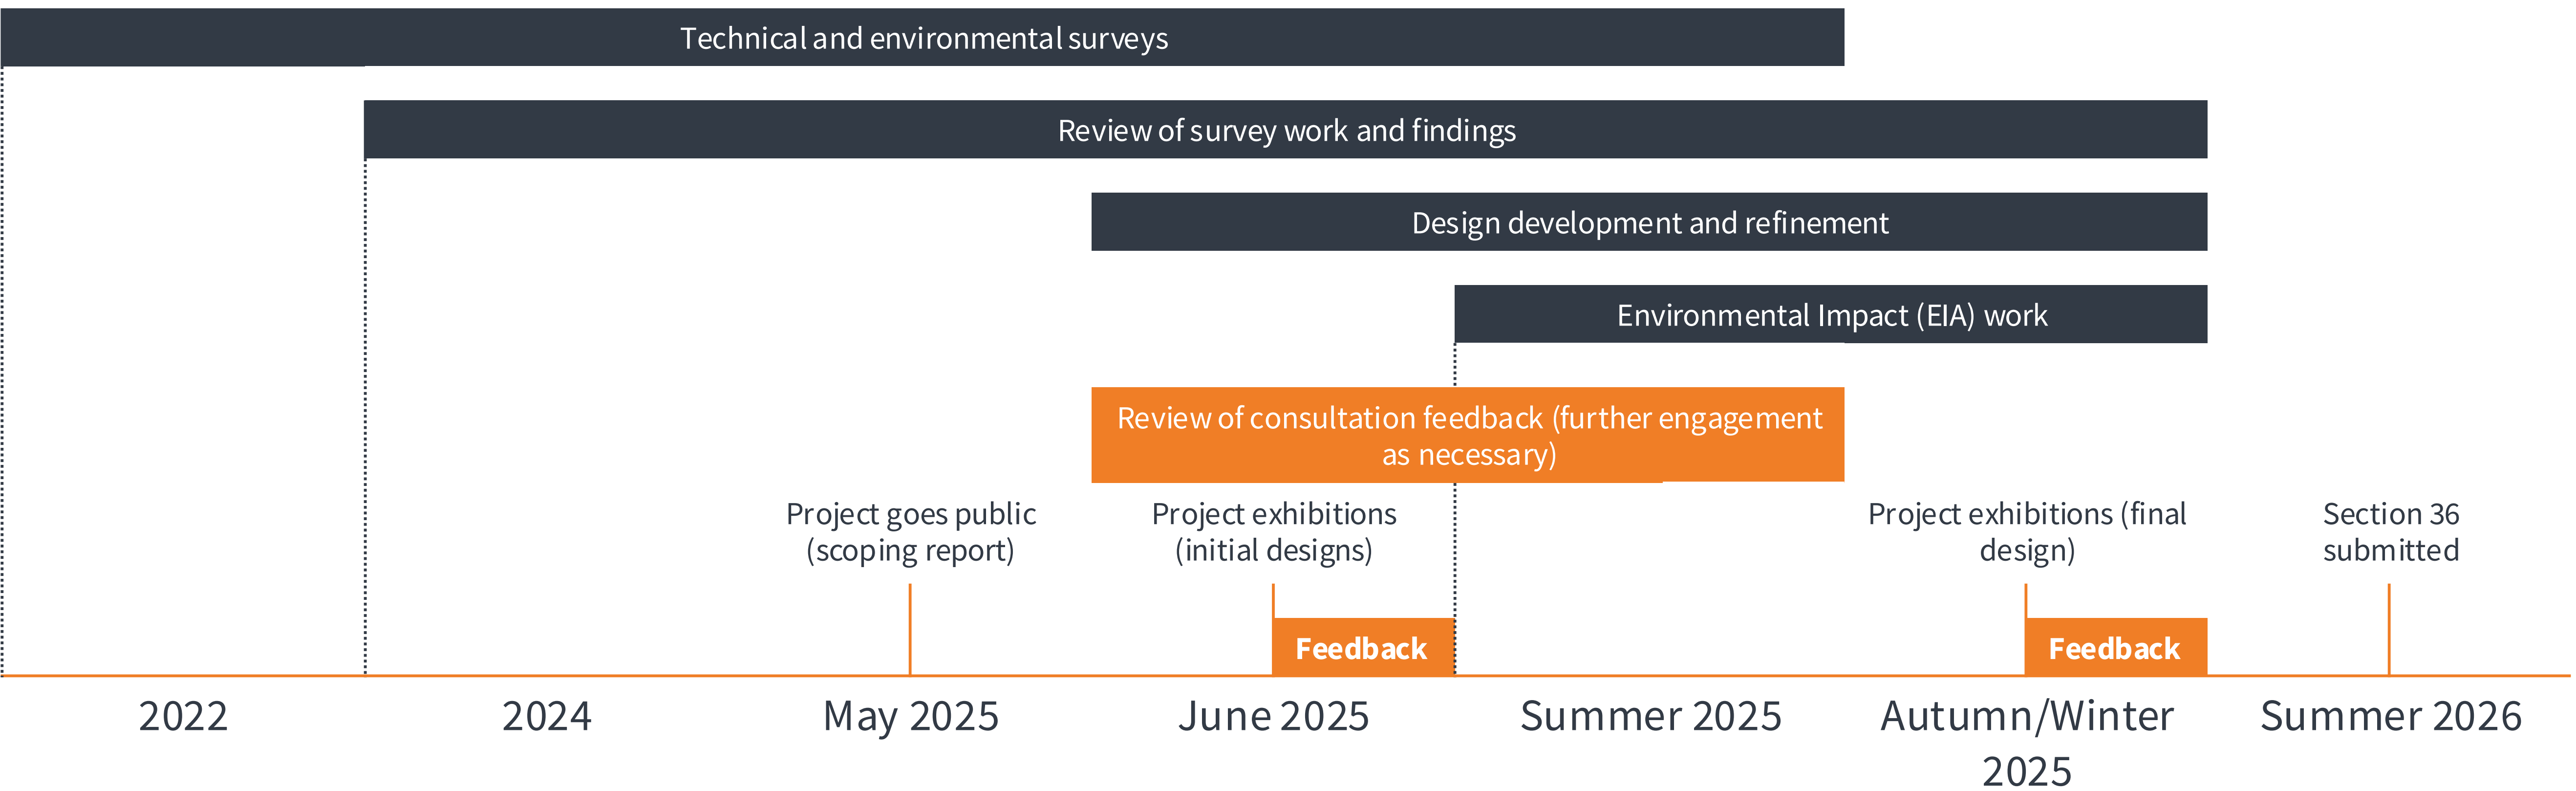 Technical and environmental surveys
Review of survey work and findings
Design development and refinement
Environmental Impact (EIA) work
Review of consultation feedback (further engagement
as necessary)
Project goes public
(scoping report)
Project exhibitions
(initial designs)
Project exhibitions (final
design)
Section 36
submitted
Feedback
Feedback
2022
2024
May 2025
June 2025
Summer 2025
Autumn/Winter
2025
Summer 2026